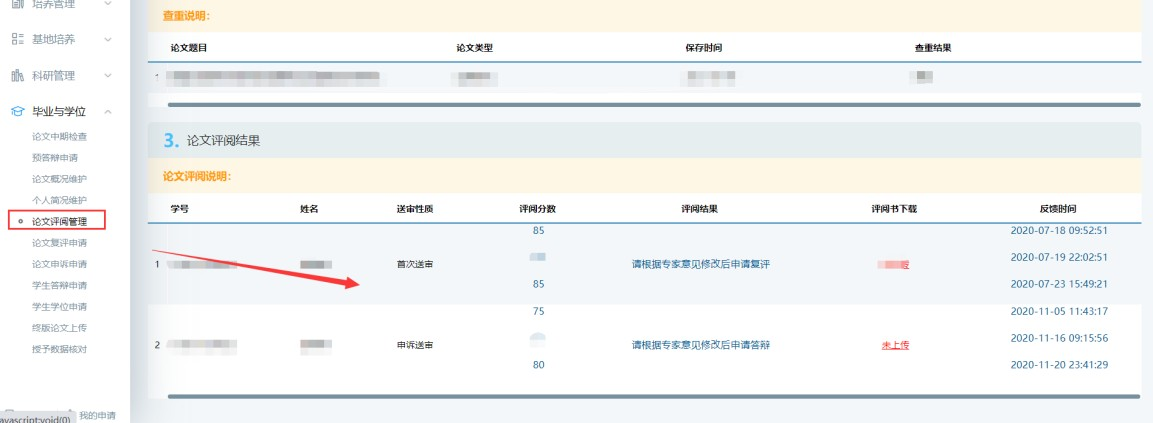 培养管理
基地培养
科研管理
毕业与学位
论文中期检查
预答辩申请
论文概况维护
个人简况维护
论文评阅管理
论文复评申请
论文申诉申请
学生答辩申请
学生学位申请
终版论文上传
授予数据核对
我的申请
avascript:void(0)
查重说明：
论文题目 论文类型 保存时间 查重结果
1
3. 论文评阅结果
论文评阅说明：
学号 姓名 送审性质 评阅分数 评阅结果 评阅书下载 反馈时间
85 2020-07-18 09:52:51
1 首次送审 请根据专家意见修改后申请复评 2020-07-19 22:02:51
85 2020-07-23 15:49:21
75 2020-11-05 11:43:17
2 申诉送审 请根据专家意见修改后申请答辩 未上传 2020-11-16 09:15:56
80 2020-11-20 23:41:29